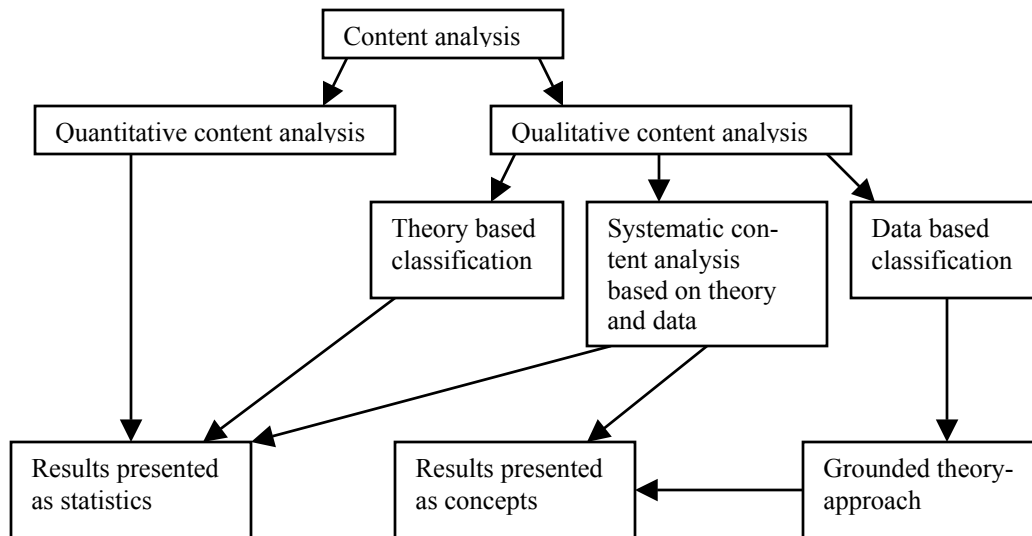 Content analysis
Quantitative content analysis
Qualitative content analysis
Theory based
classification
Systematic con-
tent analysis
based on theory
and data
Data based
classification
Results presented
as statistics
Results presented
as concepts
Grounded theory-
approach